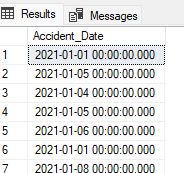 Results Messages
Accident_Date
1 2021-01-01 00:00:00.000
2 2021-01-05 00:00:00.000
3 2021-01-04 00:00:00.000
4 2021-01-05 00:00:00.000
5 2021-01-06 00:00:00.000
6 2021-01-01 00:00:00.000
7 2021-01-08 00:00:00.000